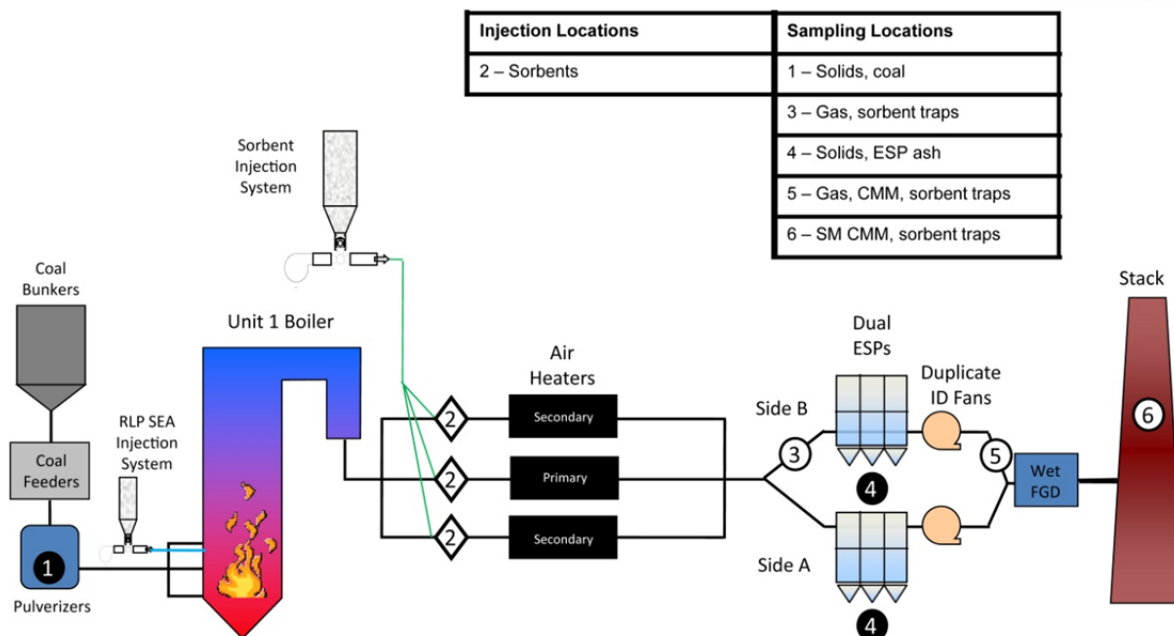 Injection Locations
Sampling Locations
2 – Sorbents
1 – Solids, coal
3 – Gas, sorbent traps
4 – Solids, ESP ash
5 – Gas, CMM, sorbent traps
6 – SM CMM, sorbent traps
Sorbent
Injection
System
Coal
Bunkers
Unit 1 Boiler
Air
Heaters
Dual
ESPs
Duplicate
ID Fans
Stack
RLP SEA
Injection
System
Coal
Feeders
1
Pulverizers
2
Secondary
2
Primary
2
Secondary
Side B
3
4
5
Wet
FGD
6
Side A
4